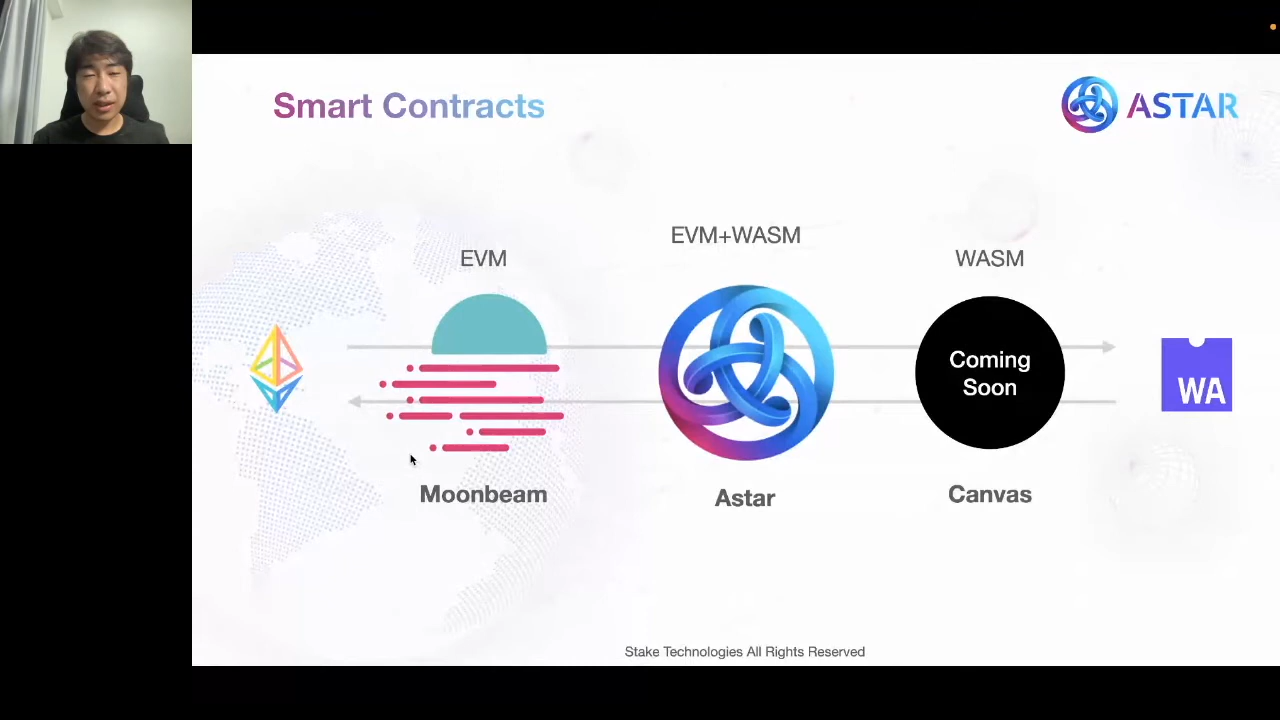 Smart Contracts
ASTAR
EVM
EVM+WASM
WASM
Coming
Soon
WA
Moonbeam
Astar
Canvas
Stake Technologies All Rights Reserved